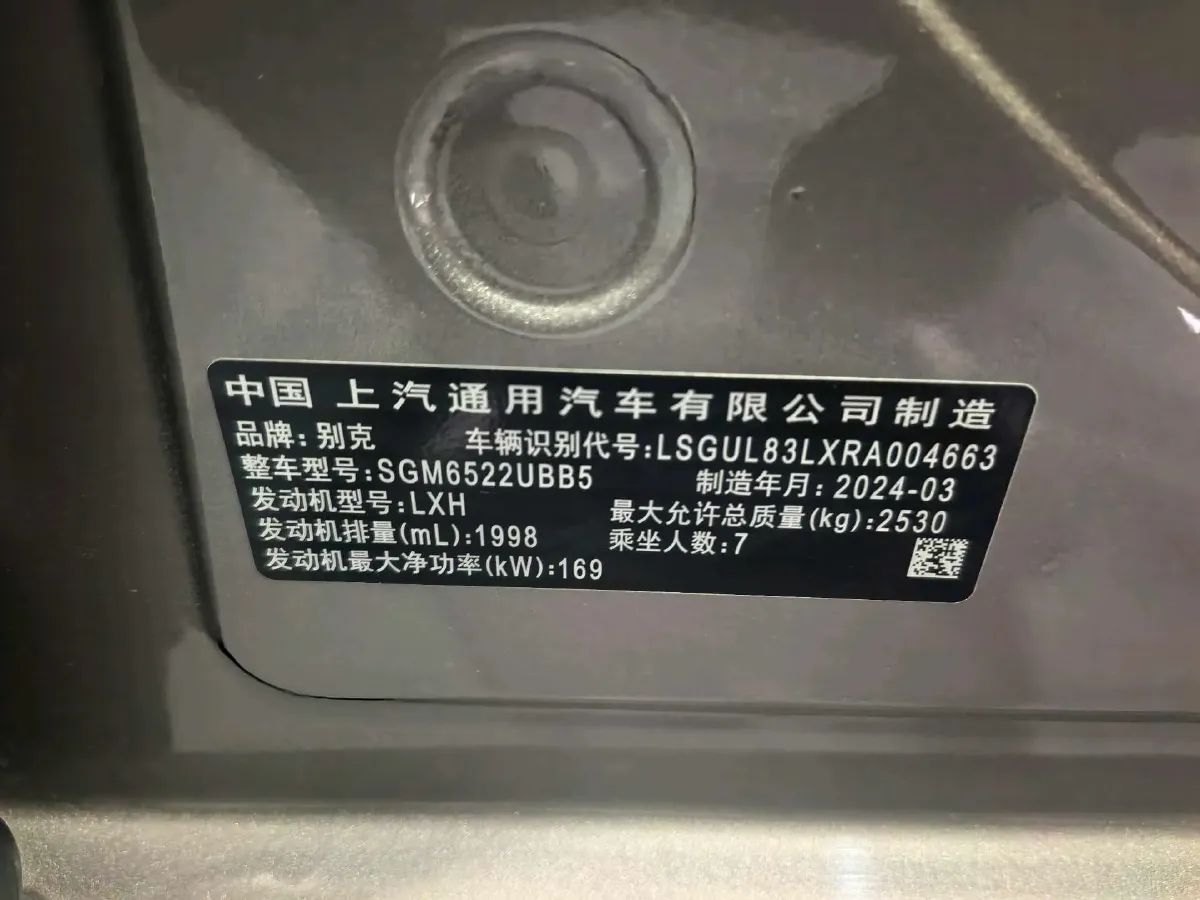 中国 上汽通用汽车有限公司制造
品牌:别克 车辆识别代号:LSGUL83LXRA004663
整车型号:SGM6522UBB5 制造年月:2024-03
发动机型号:LXH 最大允许总质量(kg):2530
发动机排量(mL):1998 乘坐人数:7
发动机最大净功率(kW):169